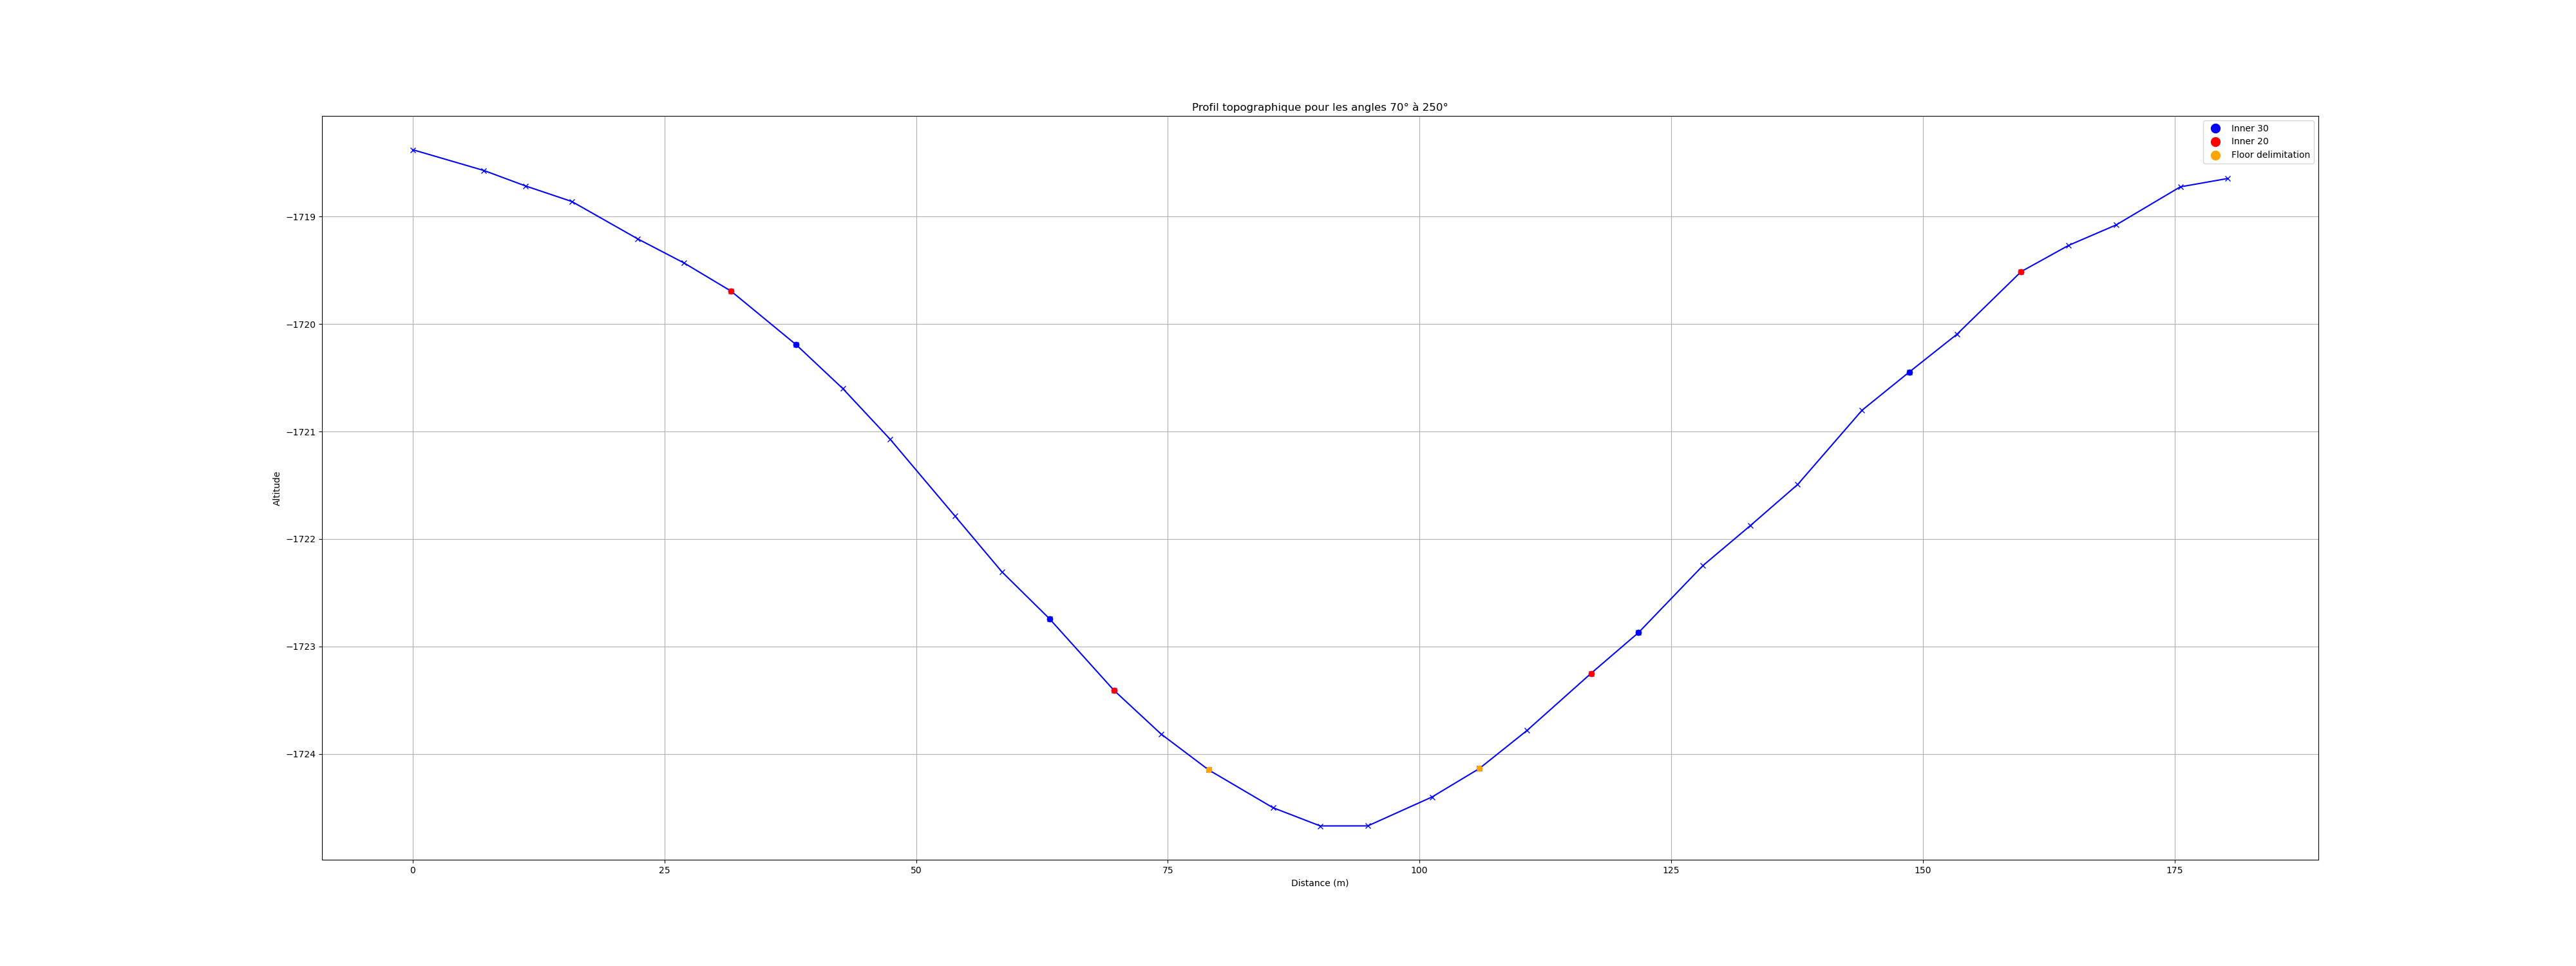 Profil topographique pour les angles 70° à 250°
Inner 30
Inner 20
Floor delimitation
−1719
−1720
−1721
−1722
−1723
−1724
Altitude
0
25
50
75
100
125
150
175
Distance (m)